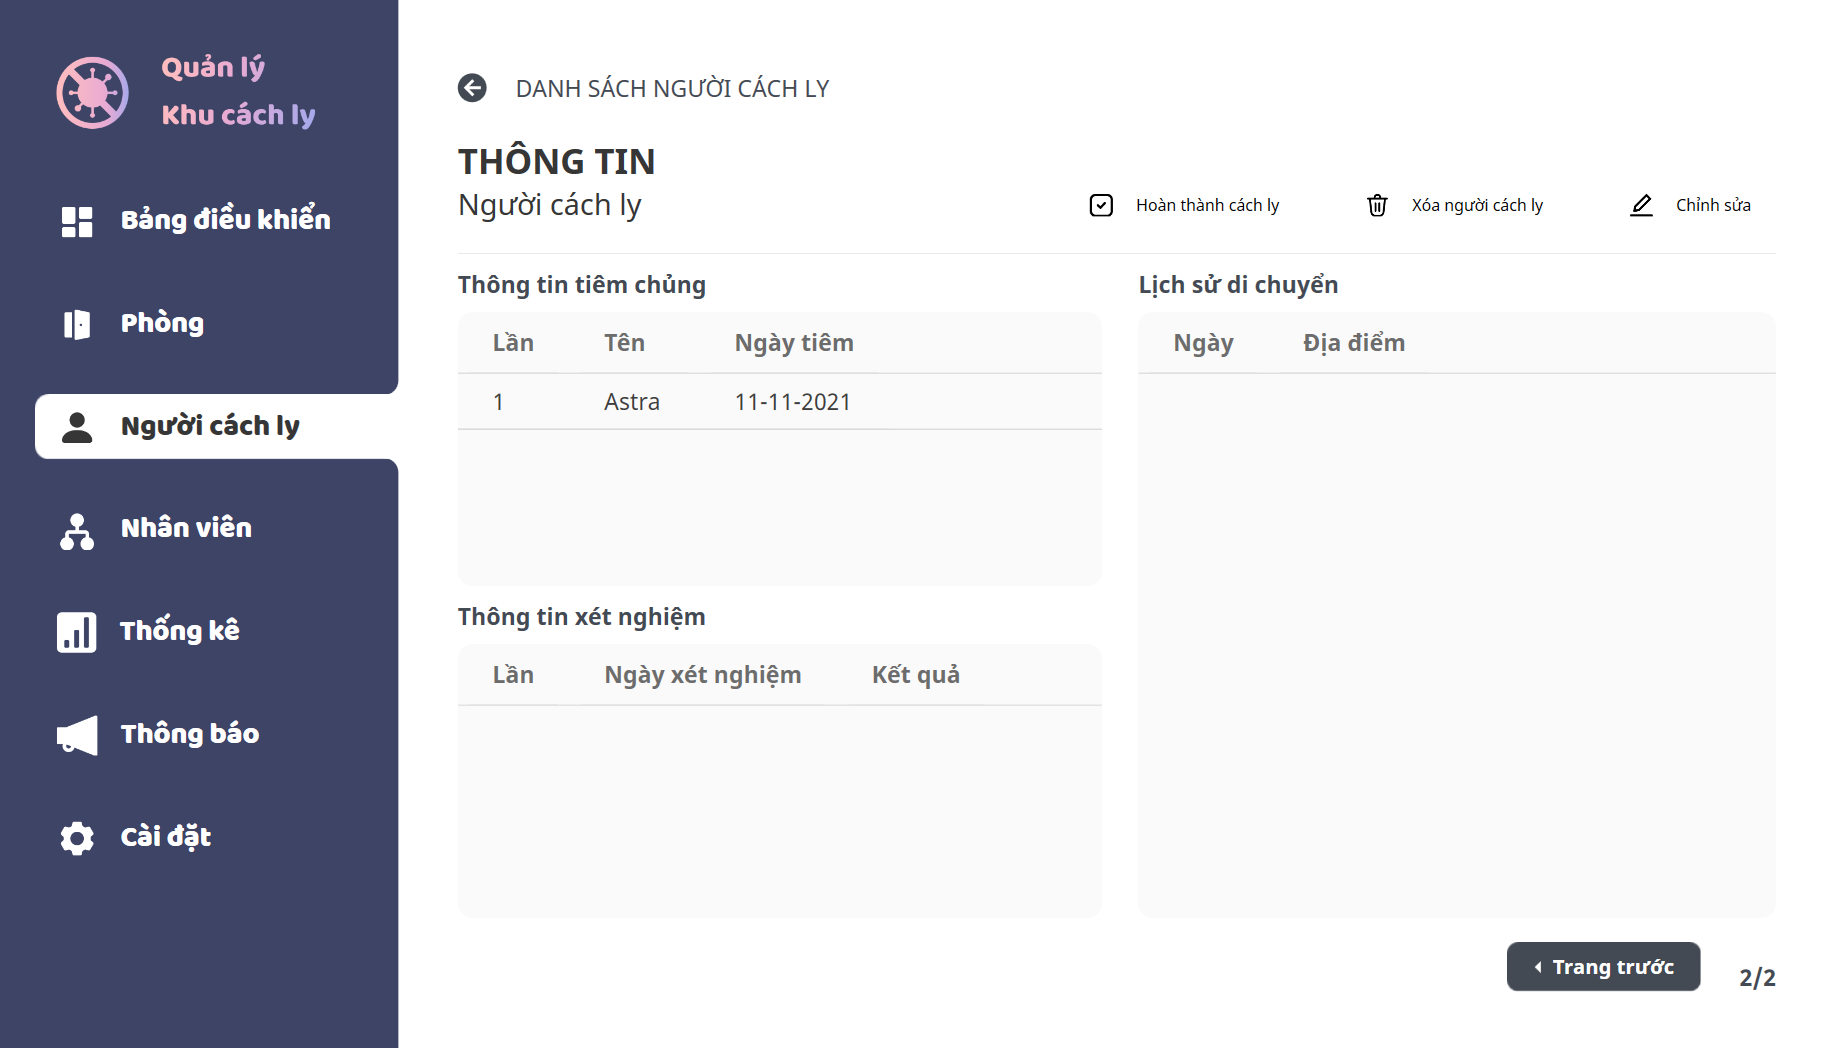 Quản lý
Khu cách ly
Bảng điều khiển
Phòng
Người cách ly
Nhân viên
Thống kê
Thông báo
Cài đặt
DANH SÁCH NGƯỜI CÁCH LY
THÔNG TIN
Người cách ly
Hoàn thành cách ly
Xóa người cách ly
Chỉnh sửa
Thông tin tiêm chủng
Lần Tên Ngày tiêm
1 Astra 11-11-2021
Thông tin xét nghiệm
Lần Ngày xét nghiệm Kết quả
Lịch sử di chuyển
Ngày Địa điểm
Trang trước
2/2